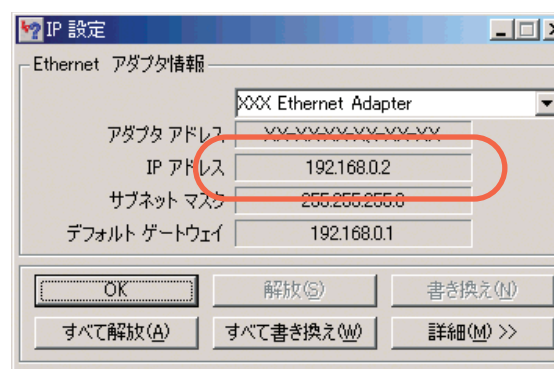 IP 設定
Ethernet アダプタ情報
XXX Ethernet Adapter
アダプタ アドレス XX-XX-XX-XX-XX-XX
IP アドレス 192.168.0.2
サブネット マスク 255.255.255.0
デフォルト ゲートウェイ 192.168.0.1
OK 解放(S) 書き換え(N)
すべて解放(A) すべて書き換え(W) 詳細(M) >>